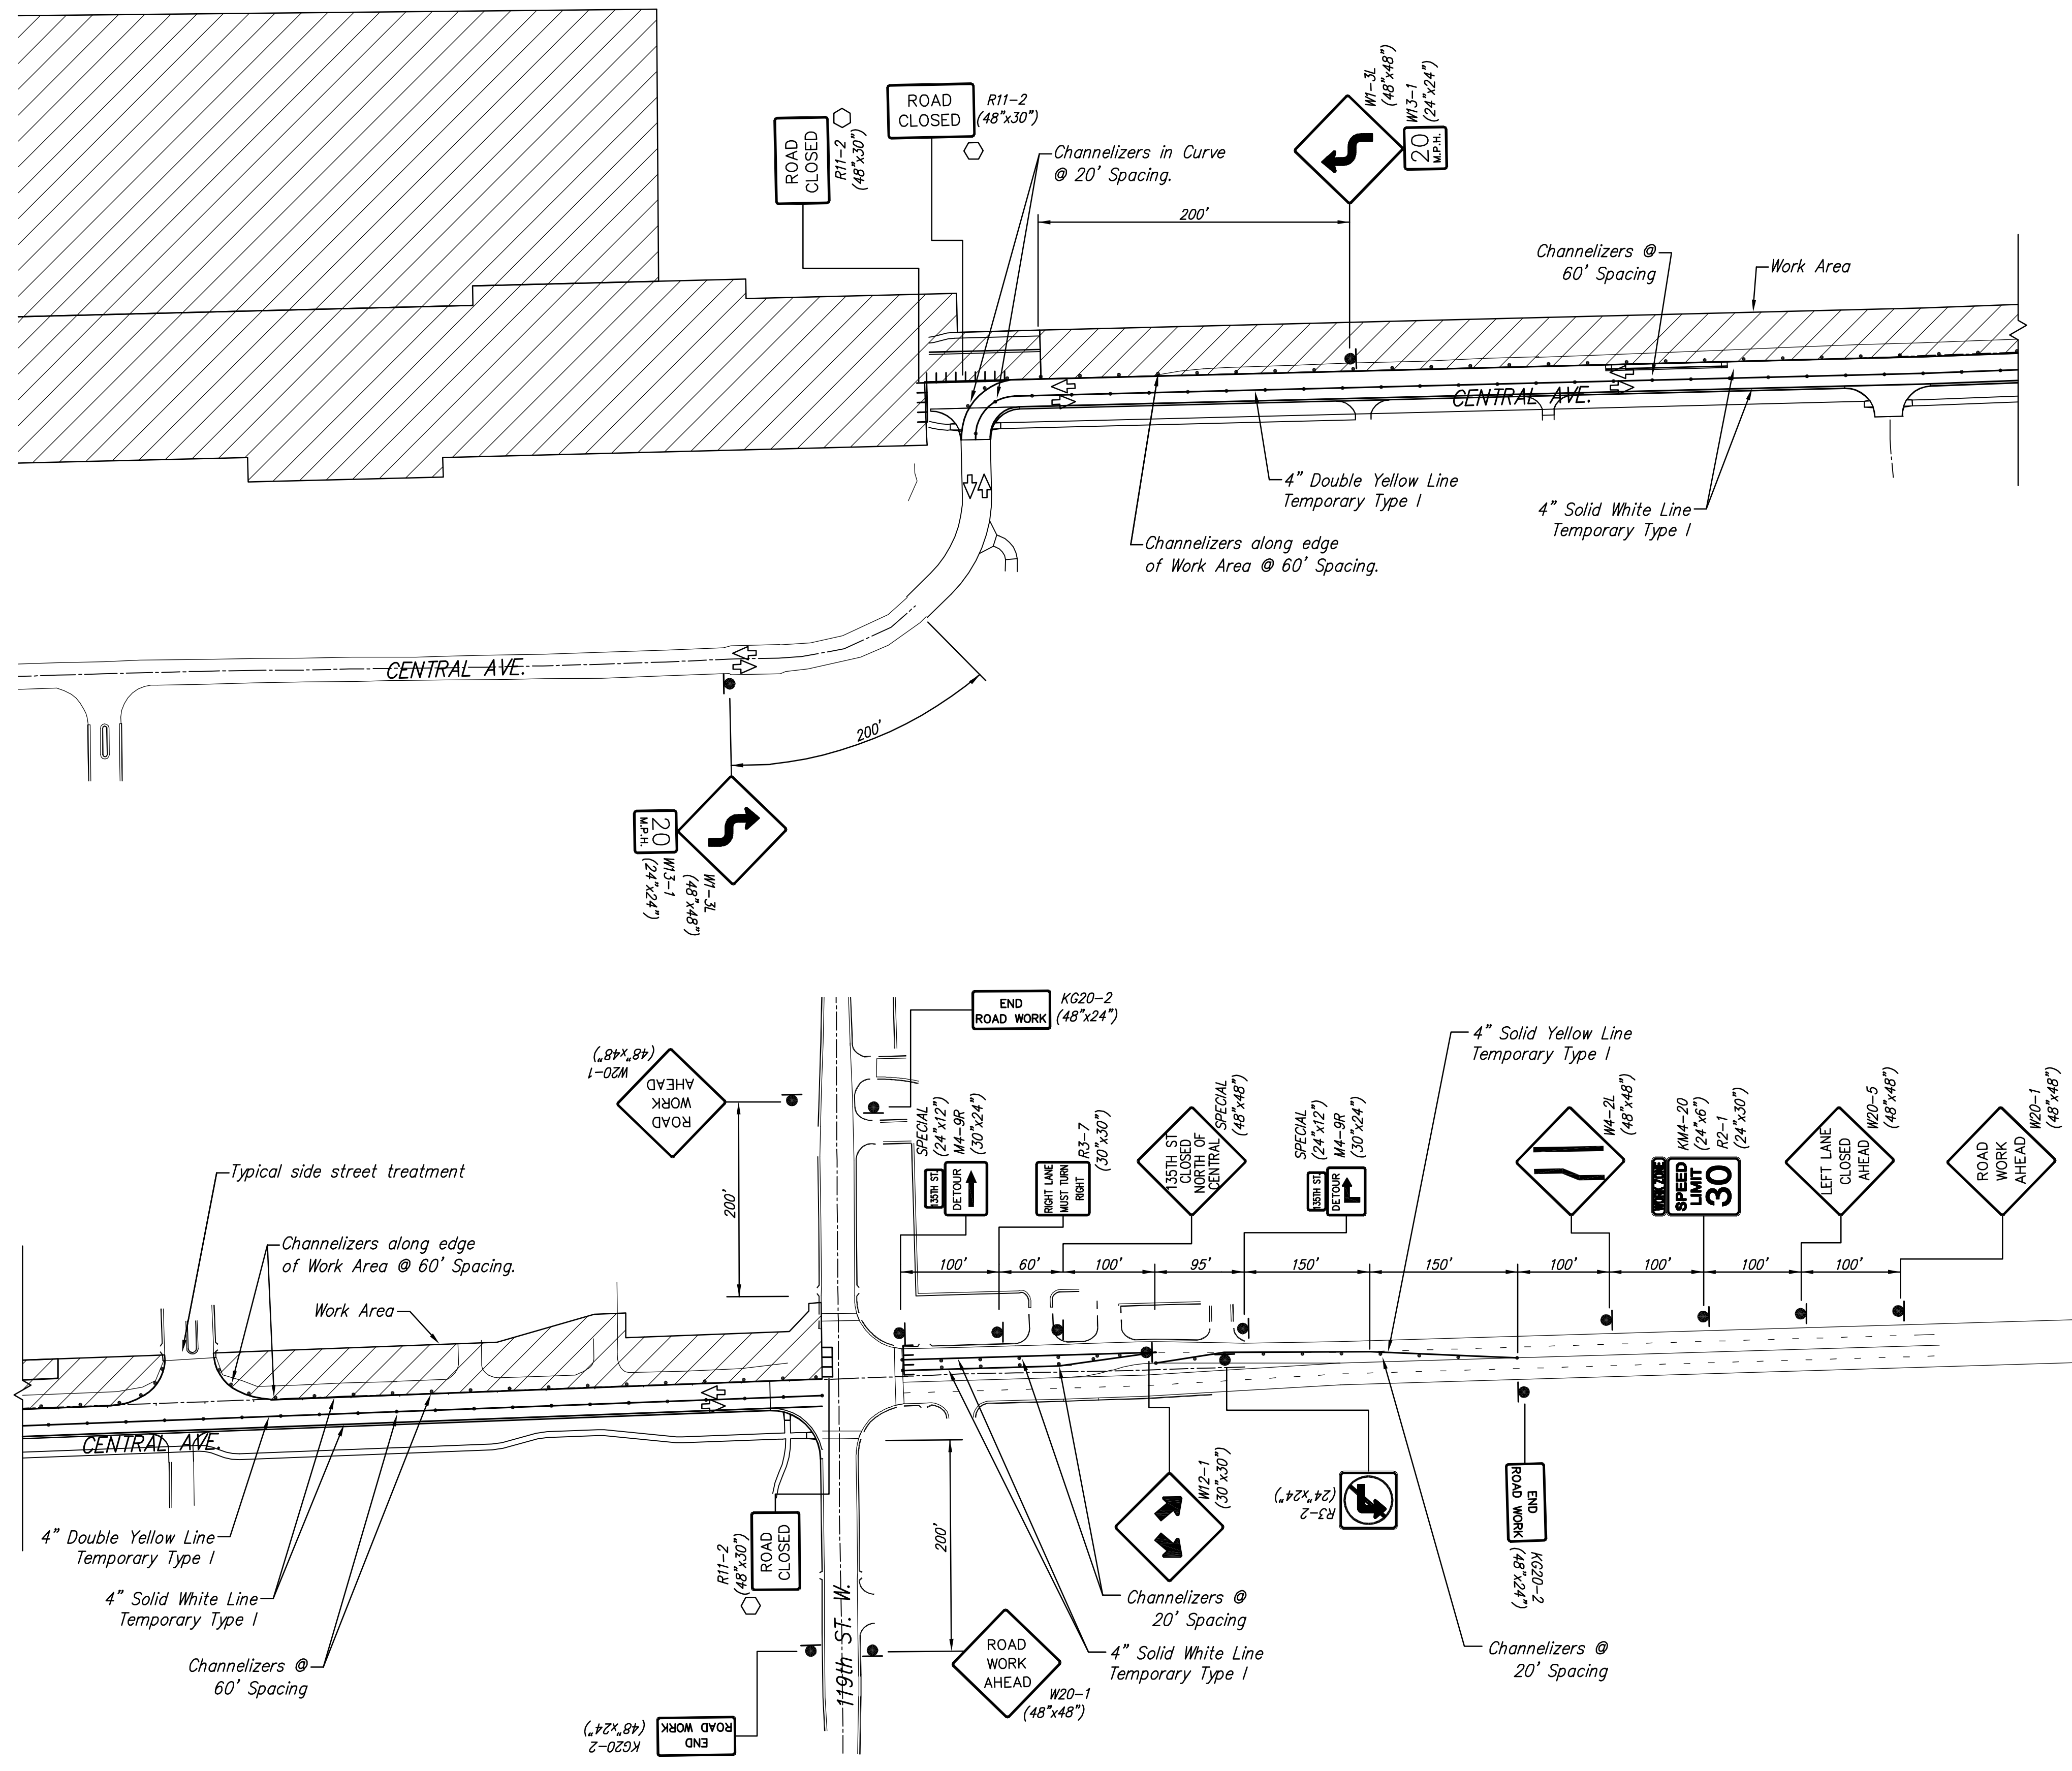 ROAD
CLOSED
R11-2
(48"x30")
ROAD
CLOSED
R11-2
(48"x30")
Channelizers in Curve
@ 20' Spacing.
W1-3L
(48"x48")
W13-1
(24"x24")
20
M.P.H.
200'
Channelizers @
60' Spacing
Work Area
CENTRAL AVE.
4" Double Yellow Line
Temporary Type I
4" Solid White Line
Temporary Type I
Channelizers along edge
of Work Area @ 60' Spacing.
CENTRAL AVE.
200'
20
M.P.H.
W13-1
(24"x24")
W1-3L
(48"x48")
END
ROAD WORK
KG20-2
(48"x24")
W20-1
(48"x48")
ROAD
WORK
AHEAD
200'
SPECIAL
(24"x12")
M4-9R
(30"x24")
135TH ST.
DETOUR
R3-7
(30"x30")
RIGHT LANE
MUST TURN
RIGHT
SPECIAL
(48"x48")
135TH ST
CLOSED
NORTH OF
CENTRAL
SPECIAL
(24"x12")
M4-9R
(30"x24")
135TH ST.
DETOUR
4" Solid Yellow Line
Temporary Type I
W4-2L
(48"x48")
KM4-20
(24"x6")
R2-1
(24"x30")
WORK ZONE
SPEED
LIMIT
30
W20-5
(48"x48")
LEFT LANE
CLOSED
AHEAD
W20-1
(48"x48")
ROAD
WORK
AHEAD
100'
60'
100'
95'
150'
150'
100'
100'
100'
100'
Typical side street treatment
Channelizers along edge
of Work Area @ 60' Spacing.
Work Area
CENTRAL AVE.
4" Double Yellow Line
Temporary Type I
4" Solid White Line
Temporary Type I
Channelizers @
60' Spacing
R11-2
(48"x30")
ROAD
CLOSED
119th ST. W.
200'
W12-1
(30"x30")
R3-2
(24"x24")
END
ROAD WORK
KG20-2
(48"x24")
Channelizers @
20' Spacing
4" Solid White Line
Temporary Type I
Channelizers @
20' Spacing
ROAD
WORK
AHEAD
W20-1
(48"x48")
KG20-2
(48"x24")
END
ROAD WORK